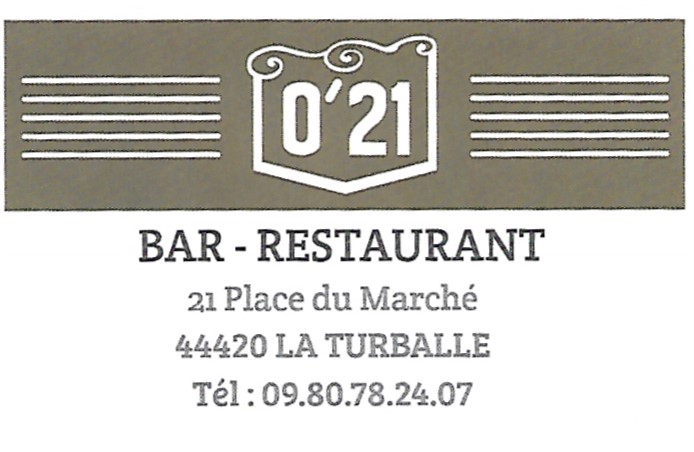 O'21
BAR - RESTAURANT
21 Place du Marché
44420 LA TURBALLE
Tél : 09.80.78.24.07